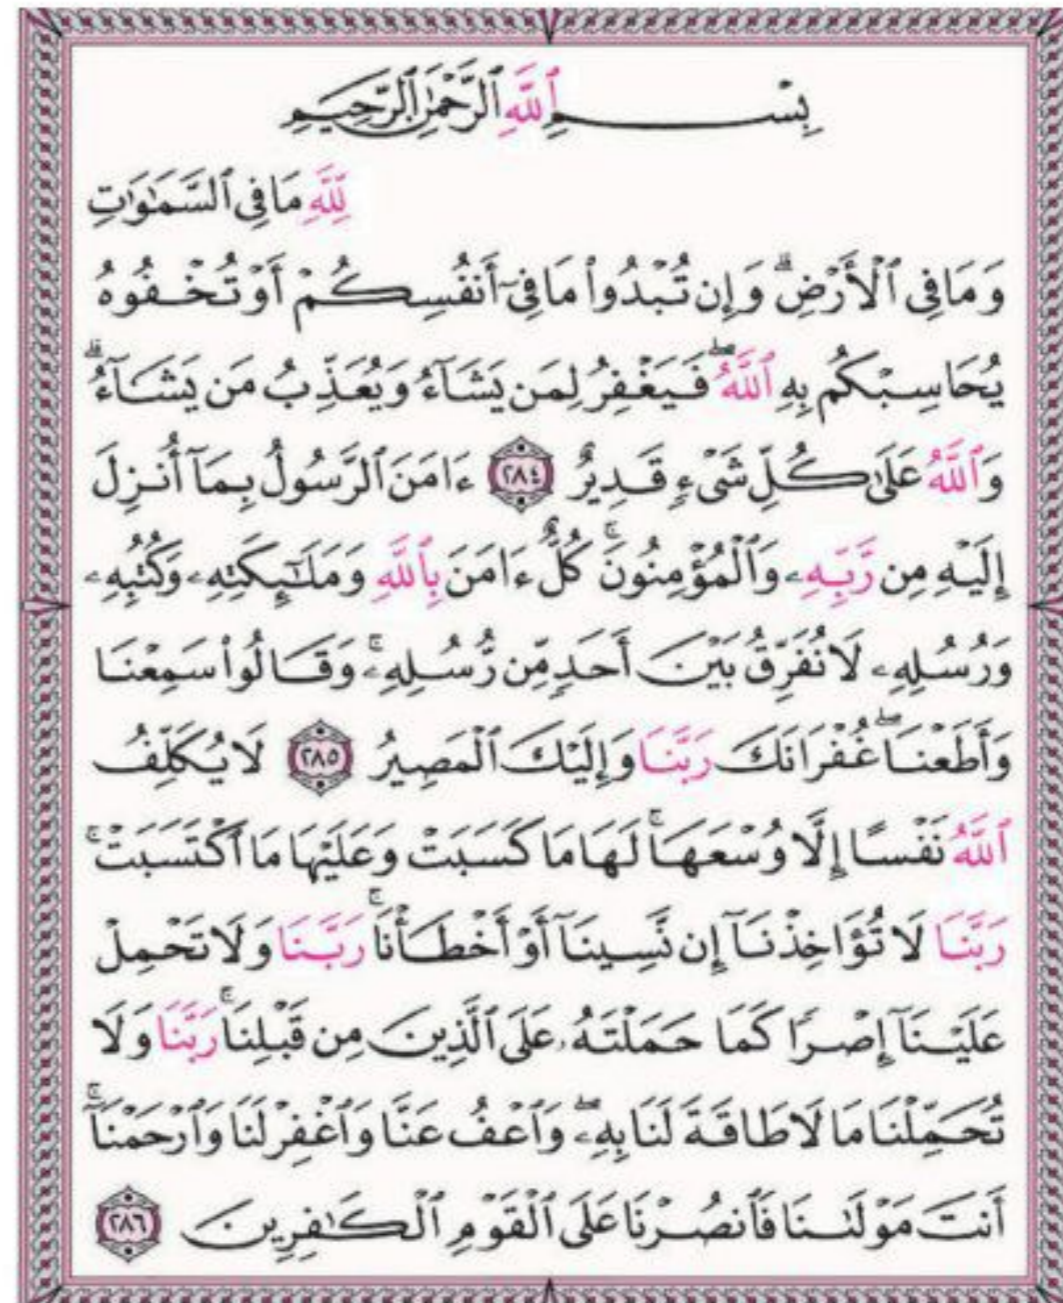 بِسْمِ ٱللَّهِ ٱلرَّحْمَٰنِ ٱلرَّحِيمِ
لِّلَّهِ مَا فِى ٱلسَّمَٰوَٰتِ
وَمَا فِى ٱلْأَرْضِ ۗ وَإِن تُبْدُوا۟ مَا فِىٓ أَنفُسِكُمْ أَوْ تُخْفُوهُ
يُحَاسِبْكُم بِهِ ٱللَّهُ ۖ فَيَغْفِرُ لِمَن يَشَآءُ وَيُعَذِّبُ مَن يَشَآءُ ۗ
وَٱللَّهُ عَلَىٰ كُلِّ شَىْءٍ قَدِيرٌ ٢٨٤ ءَامَنَ ٱلرَّسُولُ بِمَآ أُنزِلَ
إِلَيْهِ مِن رَّبِّهِۦ وَٱلْمُؤْمِنُونَ ۚ كُلٌّ ءَامَنَ بِٱللَّهِ وَمَلَٰٓئِكَتِهِۦ وَكُتُبِهِۦ
وَرُسُلِهِۦ لَا نُفَرِّقُ بَيْنَ أَحَدٍ مِّن رُّسُلِهِۦ ۚ وَقَالُوا۟ سَمِعْنَا
وَأَطَعْنَا ۖ غُفْرَانَكَ رَبَّنَا وَإِلَيْكَ ٱلْمَصِيرُ ٢٨٥ لَا يُكَلِّفُ
ٱللَّهُ نَفْسًا إِلَّا وُسْعَهَا ۚ لَهَا مَا كَسَبَتْ وَعَلَيْهَا مَا ٱكْتَسَبَتْ ۚ
رَبَّنَا لَا تُؤَاخِذْنَآ إِن نَّسِينَآ أَوْ أَخْطَأْنَا ۚ رَبَّنَا وَلَا تَحْمِلْ
عَلَيْنَآ إِصْرًا كَمَا حَمَلْتَهُۥ عَلَى ٱلَّذِينَ مِن قَبْلِنَا ۚ رَبَّنَا وَلَا
تُحَمِّلْنَا مَا لَا طَاقَةَ لَنَا بِهِۦ ۖ وَٱعْفُ عَنَّا وَٱغْفِرْ لَنَا وَٱرْحَمْنَآ ۚ
أَنتَ مَوْلَىٰنَا فَٱنصُرْنَا عَلَى ٱلْقَوْمِ ٱلْكَٰفِرِينَ ٢٨٦